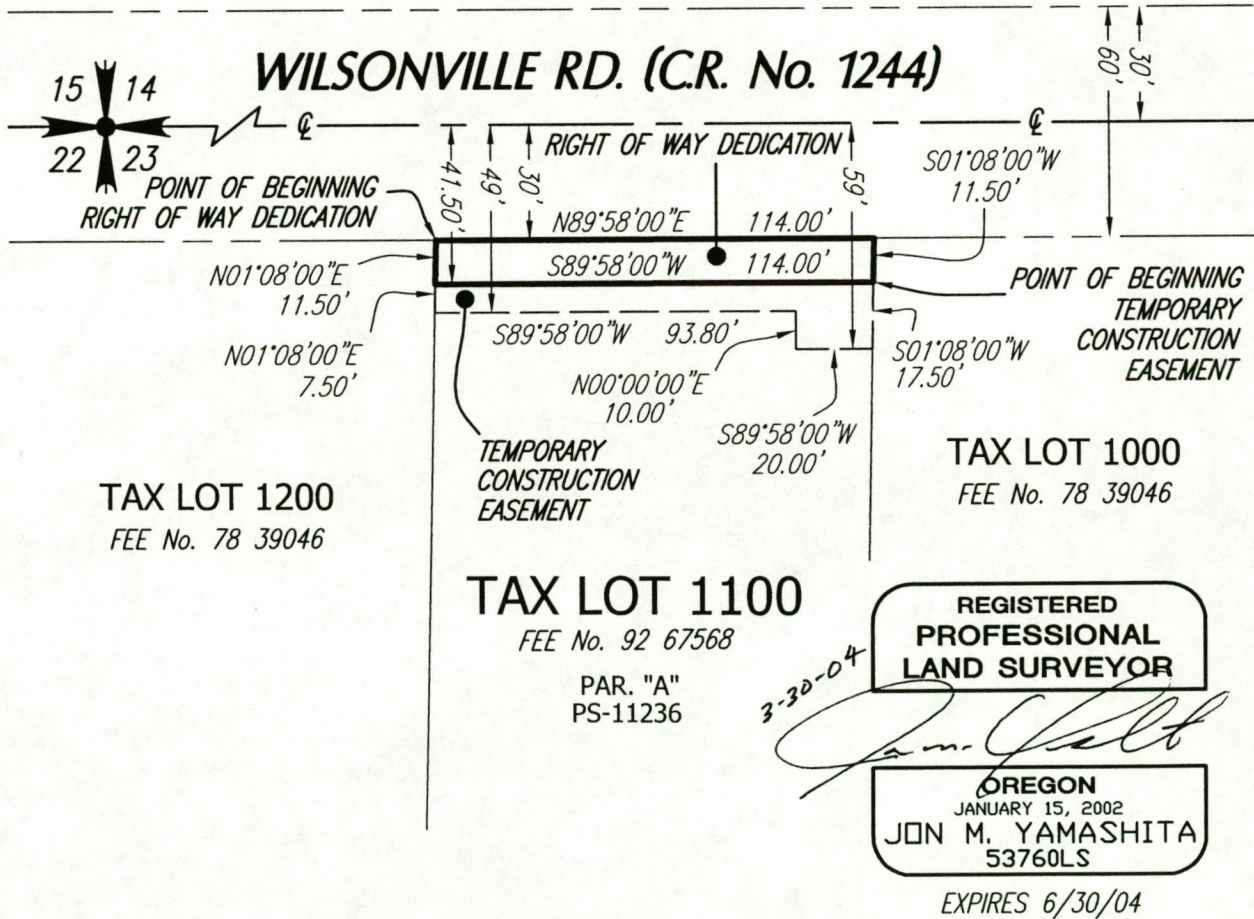 WILSONVILLE RD. (C.R. No. 1244)
15 14
22 23
℄
℄
60'
30'
POINT OF BEGINNING
RIGHT OF WAY DEDICATION
41.50'
49'
30'
RIGHT OF WAY DEDICATION
59'
S01°08'00"W
11.50'
N89°58'00"E 114.00'
S89°58'00"W 114.00'
N01°08'00"E
11.50'
N01°08'00"E
7.50'
S89°58'00"W 93.80'
N00°00'00"E
10.00'
S89°58'00"W
20.00'
S01°08'00"W
17.50'
POINT OF BEGINNING
TEMPORARY
CONSTRUCTION
EASEMENT
TEMPORARY
CONSTRUCTION
EASEMENT
TAX LOT 1200
FEE No. 78 39046
TAX LOT 1000
FEE No. 78 39046
TAX LOT 1100
FEE No. 92 67568
PAR. "A"
PS-11236
REGISTERED
PROFESSIONAL
LAND SURVEYOR
3-30-04
OREGON
JANUARY 15, 2002
JON M. YAMASHITA
53760LS
EXPIRES 6/30/04